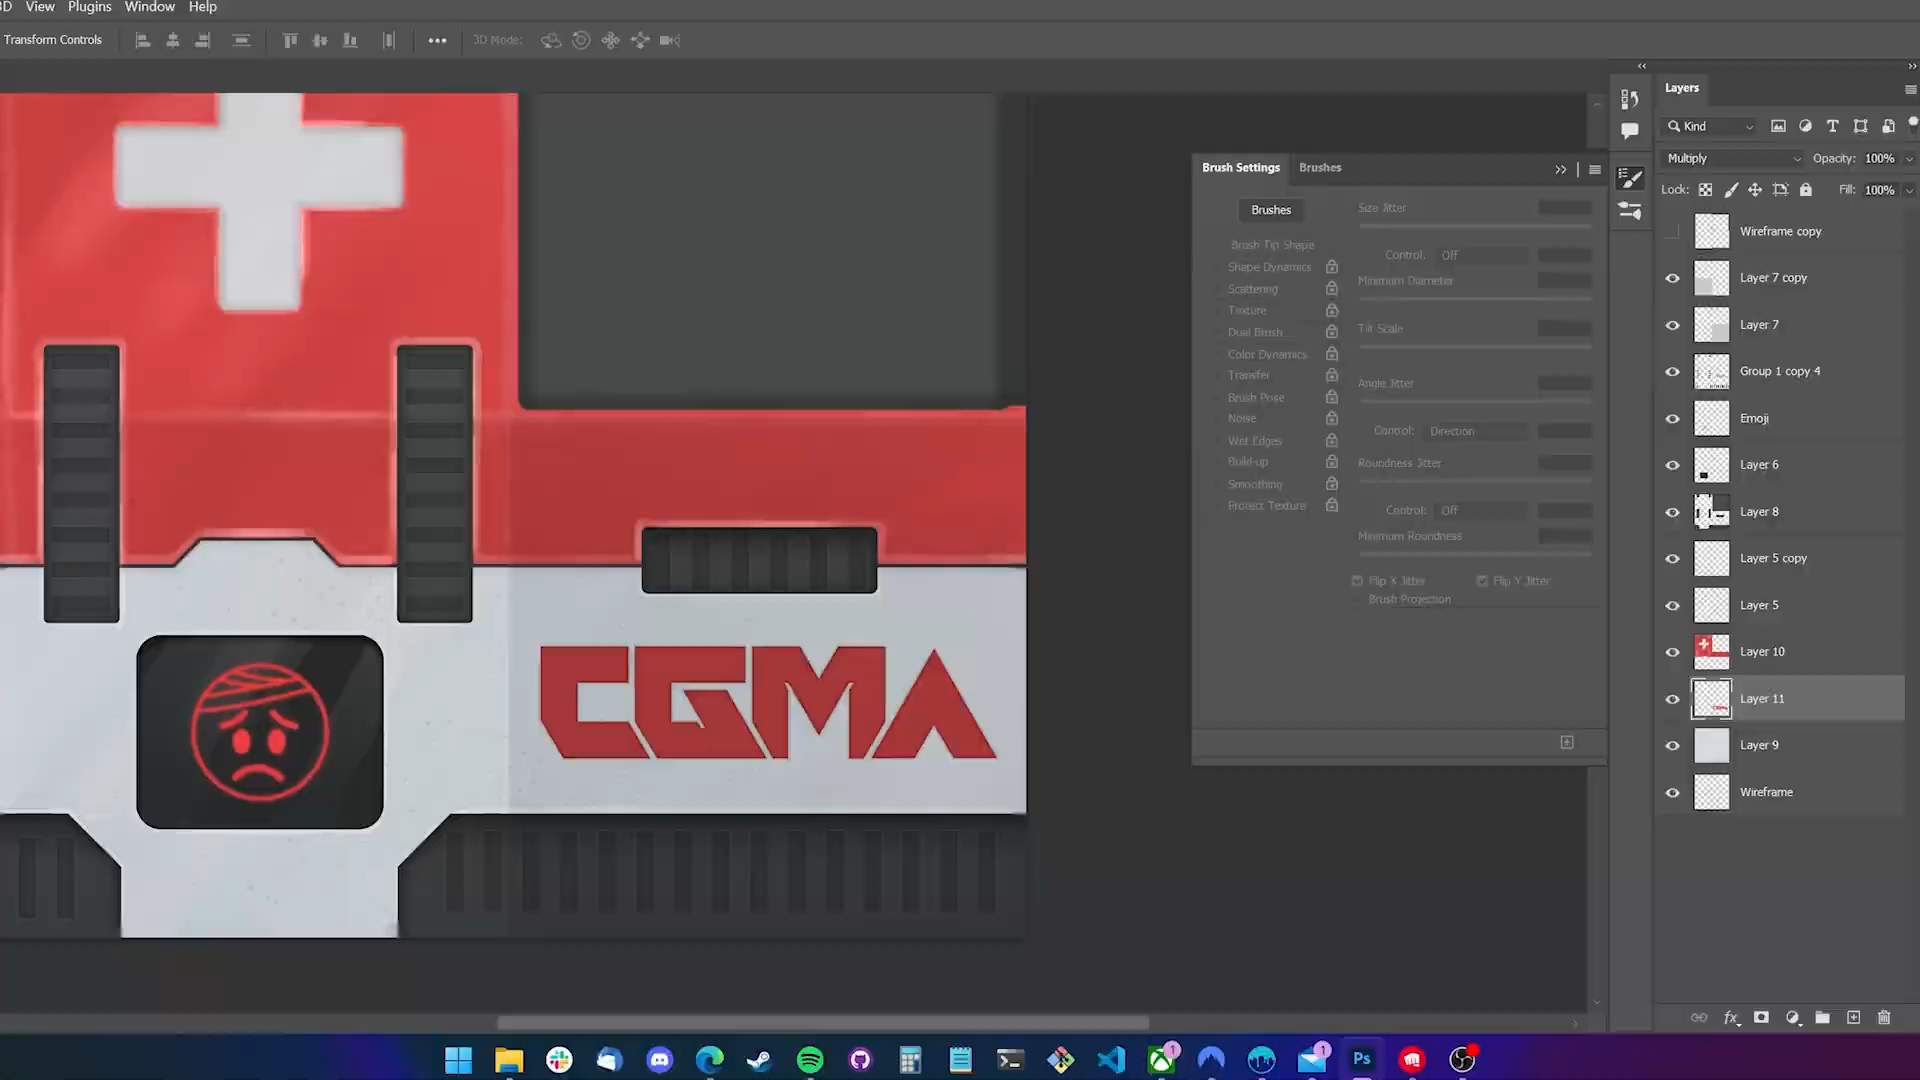 3D View Plugins Window Help
Transform Controls
3D Mode:
Layers
Kind
Multiply Opacity: 100%
Lock: Fill: 100%
Brush Settings Brushes
Brushes
Brush Tip Shape
Shape Dynamics
Scattering
Texture
Dual Brush
Color Dynamics
Transfer
Brush Pose
Noise
Wet Edges
Build-up
Smoothing
Protect Texture
Size Jitter
Control: Off
Minimum Diameter
Tilt Scale
Angle Jitter
Control: Direction
Roundness Jitter
Control: Off
Minimum Roundness
Flip X Jitter Flip Y Jitter
Brush Projection
Wireframe copy
Layer 7 copy
Layer 7
Group 1 copy 4
Emoji
Layer 6
Layer 8
Layer 5 copy
Layer 5
Layer 10
Layer 11
Layer 9
Wireframe
CGMA
fx
1
1
Ps